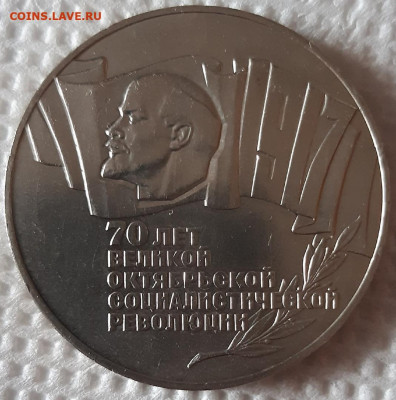 COINS.LAVE.RU
1917
70 ЛЕТ
ВЕЛИКОЙ
ОКТЯБРЬСКОЙ
СОЦИАЛИСТИЧЕСКОЙ
РЕВОЛЮЦИИ